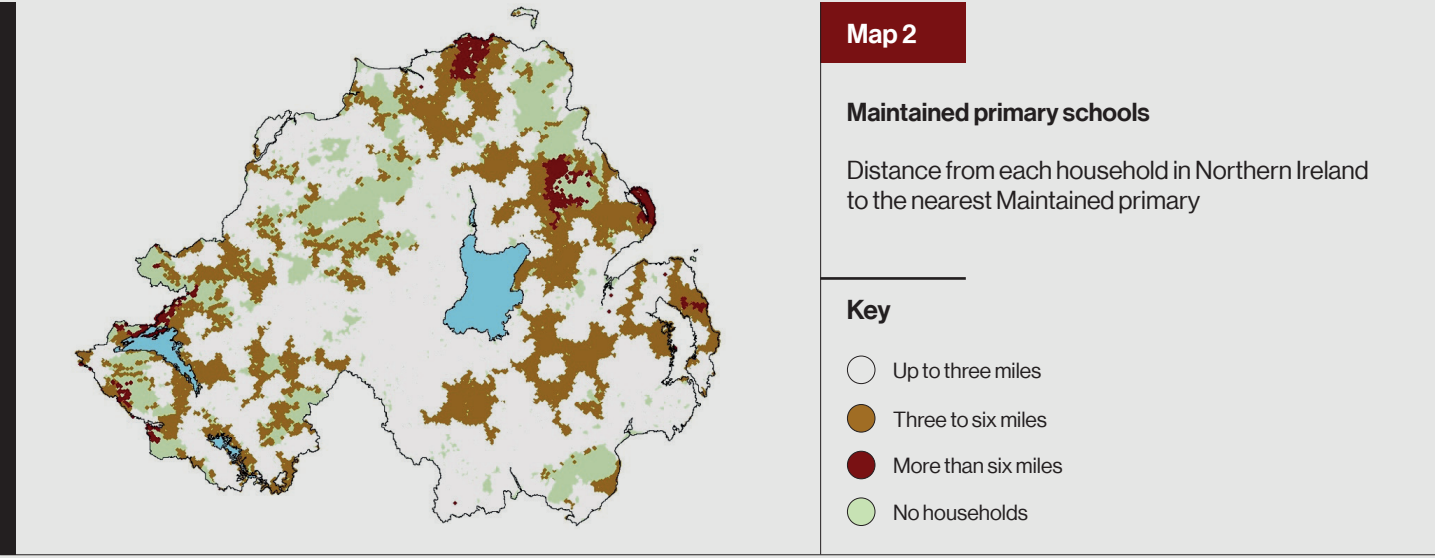 Map 2
Maintained primary schools
Distance from each household in Northern Ireland
to the nearest Maintained primary
Key
Up to three miles
Three to six miles
More than six miles
No households